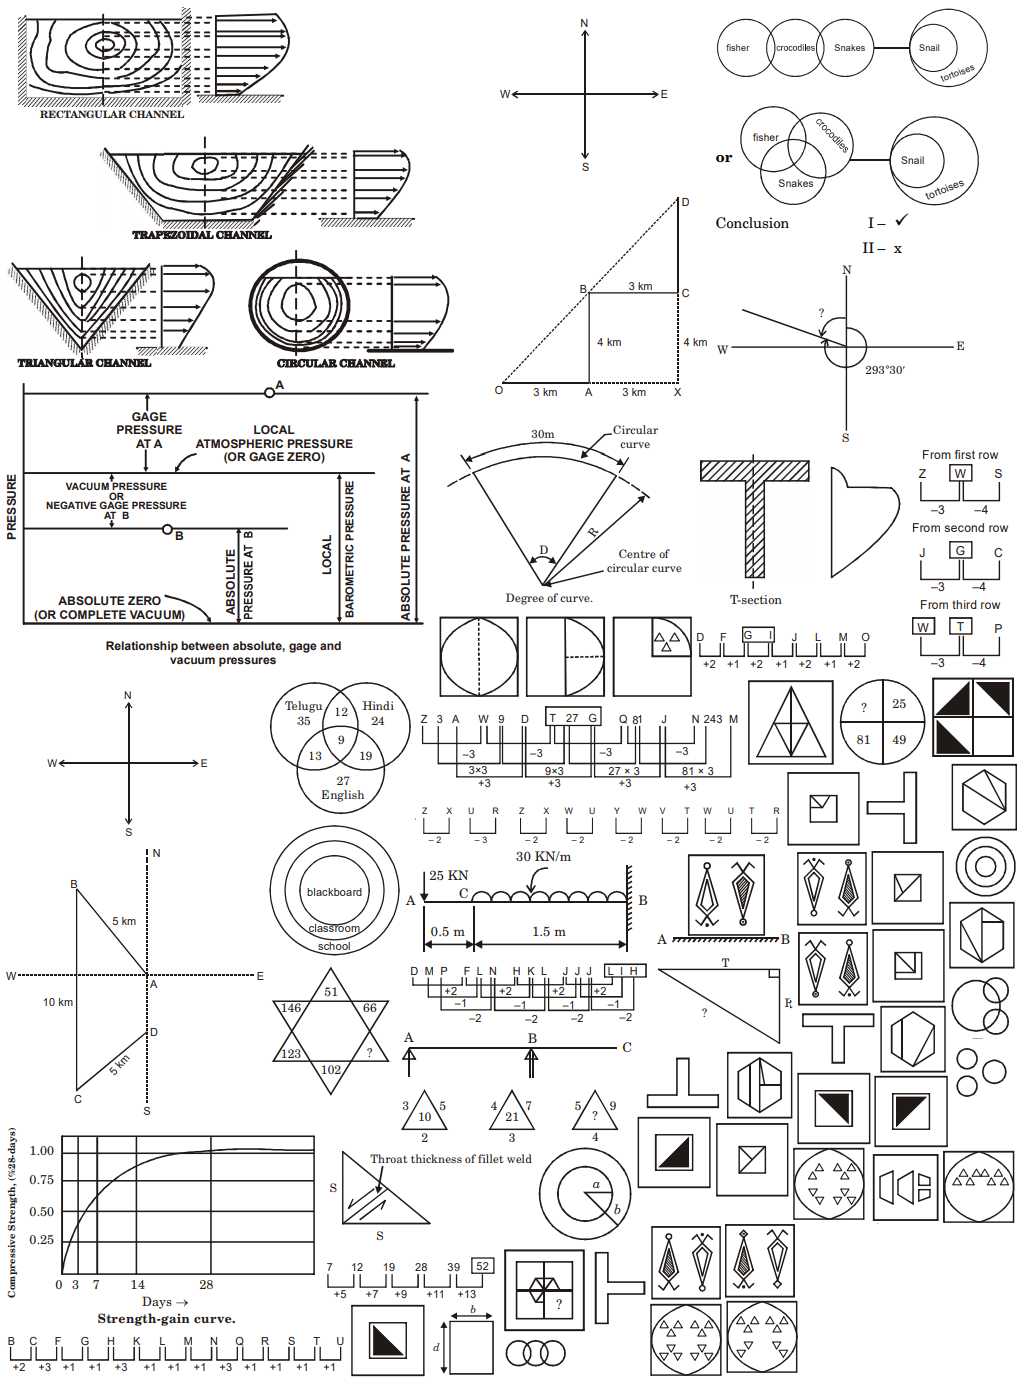 RECTANGULAR CHANNEL
TRAPEZOIDAL CHANNEL
TRIANGULAR CHANNEL
CIRCULAR CHANNEL
N
W
E
S
fisher
crocodiles
Snakes
Snail
tortoises
or
fisher
crocodiles
Snakes
Snail
tortoises
Conclusion I – ✓
II – x
D
B
3 km
C
4 km
4 km
O
3 km
A
3 km
X
N
?
W
E
293°30′
S
A
GAGE
PRESSURE
AT A
LOCAL
ATMOSPHERIC PRESSURE
(OR GAGE ZERO)
VACUUM PRESSURE
OR
NEGATIVE GAGE PRESSURE
AT B
B
PRESSURE
ABSOLUTE
PRESSURE AT B
LOCAL
BAROMETRIC PRESSURE
ABSOLUTE PRESSURE AT A
ABSOLUTE ZERO
(OR COMPLETE VACUUM)
Relationship between absolute, gage and
vacuum pressures
30m
Circular
curve
R
D
Centre of
circular curve
Degree of curve.
T-section
From first row
Z W S
–3 –4
From second row
J G C
–3 –4
From third row
W T P
–3 –4
D F G I J L M O
+2 +1 +2 +1 +2 +1 +2
N
W
E
S
Telugu
35
12
Hindi
24
9
13
19
27
English
Z 3 A W 9 D T 27 G Q 81 J N 243 M
–3 –3 –3 –3
3×3 9×3 27 × 3 81 × 3
+3 +3 +3 +3
? 25
81 49
Z X U R Z X W U Y W V T W U T R
– 2 – 3 – 2 – 2 – 2 – 2 – 2 – 2
blackboard
classroom
school
30 KN/m
25 KN
A
C
B
0.5 m
1.5 m
A
B
N
B
5 km
W
E
A
10 km
D
5 km
C
S
51
146
66
123
?
102
D M P F L N H K L J J J L I H
+2 +2 +2 +2
–1 –1 –1 –1
–2 –2 –2 –2
A
B
C
T
R
?
3 5
10
2
4 7
21
3
5 9
?
4
Compressive Strength, (%28-days)
1.00
0.75
0.50
0.25
0 3 7 14 28
Days →
Strength-gain curve.
Throat thickness of fillet weld
S
S
a
b
7 12 19 28 39 52
+5 +7 +9 +11 +13
?
b
d
B C F G H K L M N Q R S T U
+2 +3 +1 +1 +3 +1 +1 +1 +3 +1 +1 +1 +1